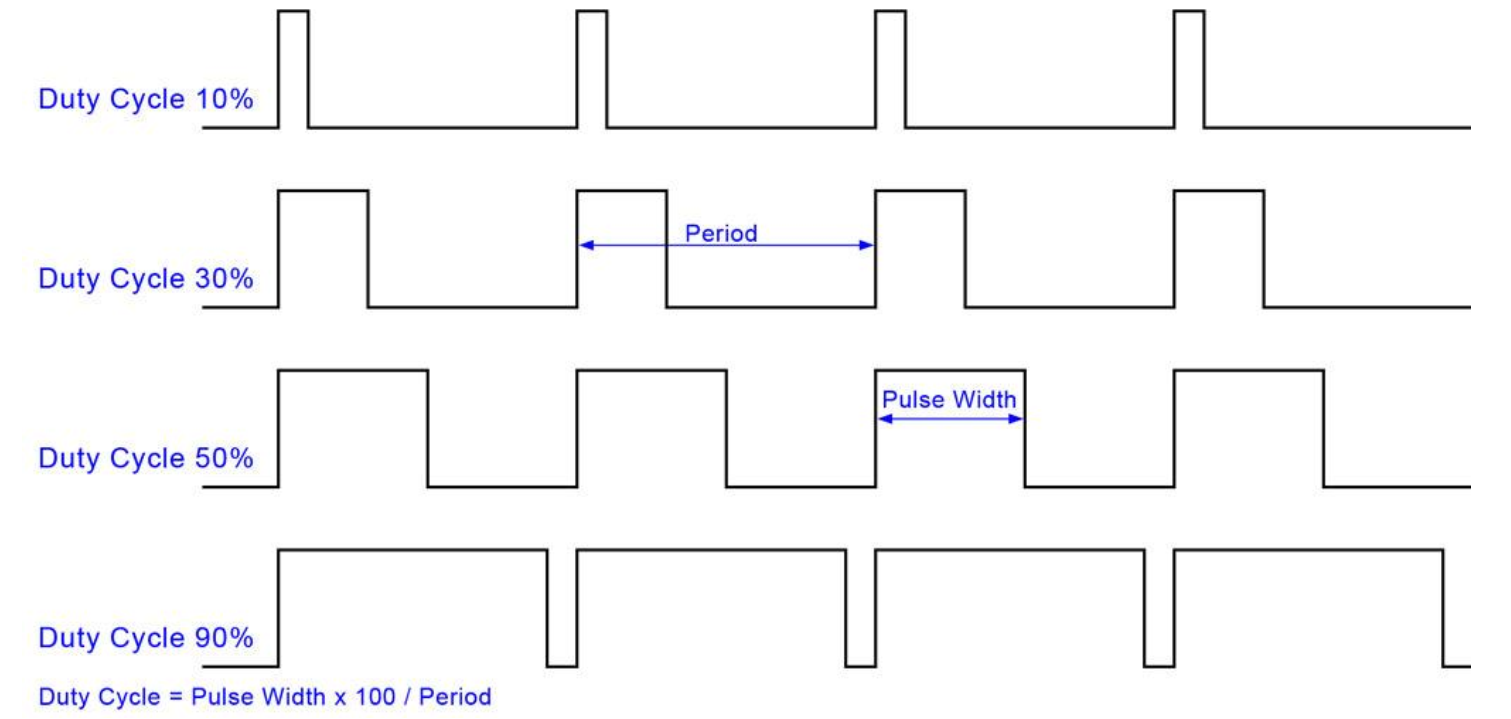 Duty Cycle 10%
Period
Duty Cycle 30%
Pulse Width
Duty Cycle 50%
Duty Cycle 90%
Duty Cycle = Pulse Width x 100 / Period